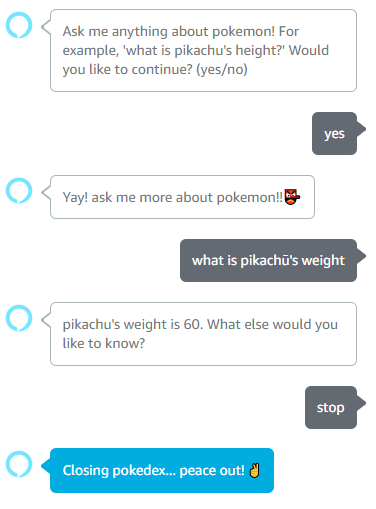 Ask me anything about pokemon! For
example, 'what is pikachu's height?' Would
you like to continue? (yes/no)
yes
Yay! ask me more about pokemon!!👺
what is pikachū's weight
pikachu's weight is 60. What else would you
like to know?
stop
Closing pokedex... peace out! ✌